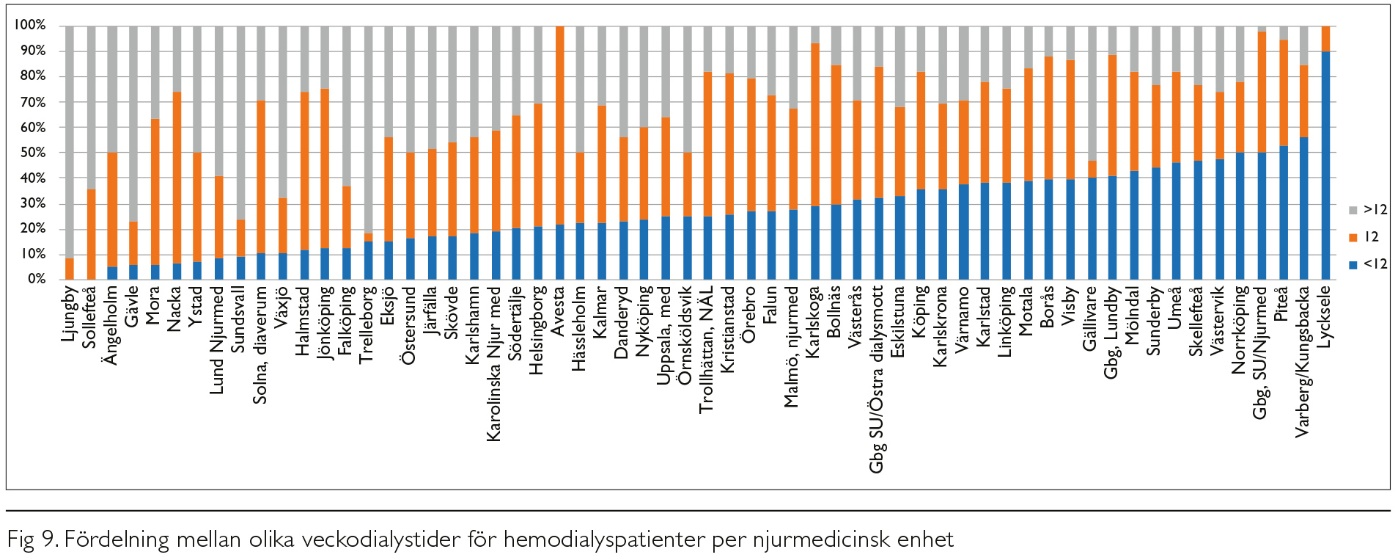 100%
90%
80%
70%
60%
50%
40%
30%
20%
10%
0%
>12
12
<12
Ljungby
Sollefteå
Ängelholm
Gävle
Mora
Nacka
Ystad
Lund Njurmed
Sundsvall
Solna, diaverum
Växjö
Halmstad
Jönköping
Falköping
Trelleborg
Eksjö
Östersund
Järfälla
Skövde
Karlshamn
Karolinska Njur med
Södertälje
Helsingborg
Avesta
Hässleholm
Kalmar
Danderyd
Nyköping
Uppsala, med
Örnsköldsvik
Trollhättan, NÄL
Kristianstad
Örebro
Falun
Malmö, njurmed
Karlskoga
Bollnäs
Västerås
Gbg SU/Östra dialysmott
Eskilstuna
Köping
Karlskrona
Värnamo
Karlstad
Linköping
Motala
Borås
Visby
Gällivare
Gbg, Lundby
Mölndal
Sunderby
Umeå
Skellefteå
Västervik
Norrköping
Gbg, SU/Njurmed
Piteå
Varberg/Kungsbacka
Lycksele
Fig 9. Fördelning mellan olika veckodialystider för hemodialyspatienter per njurmedicinsk enhet